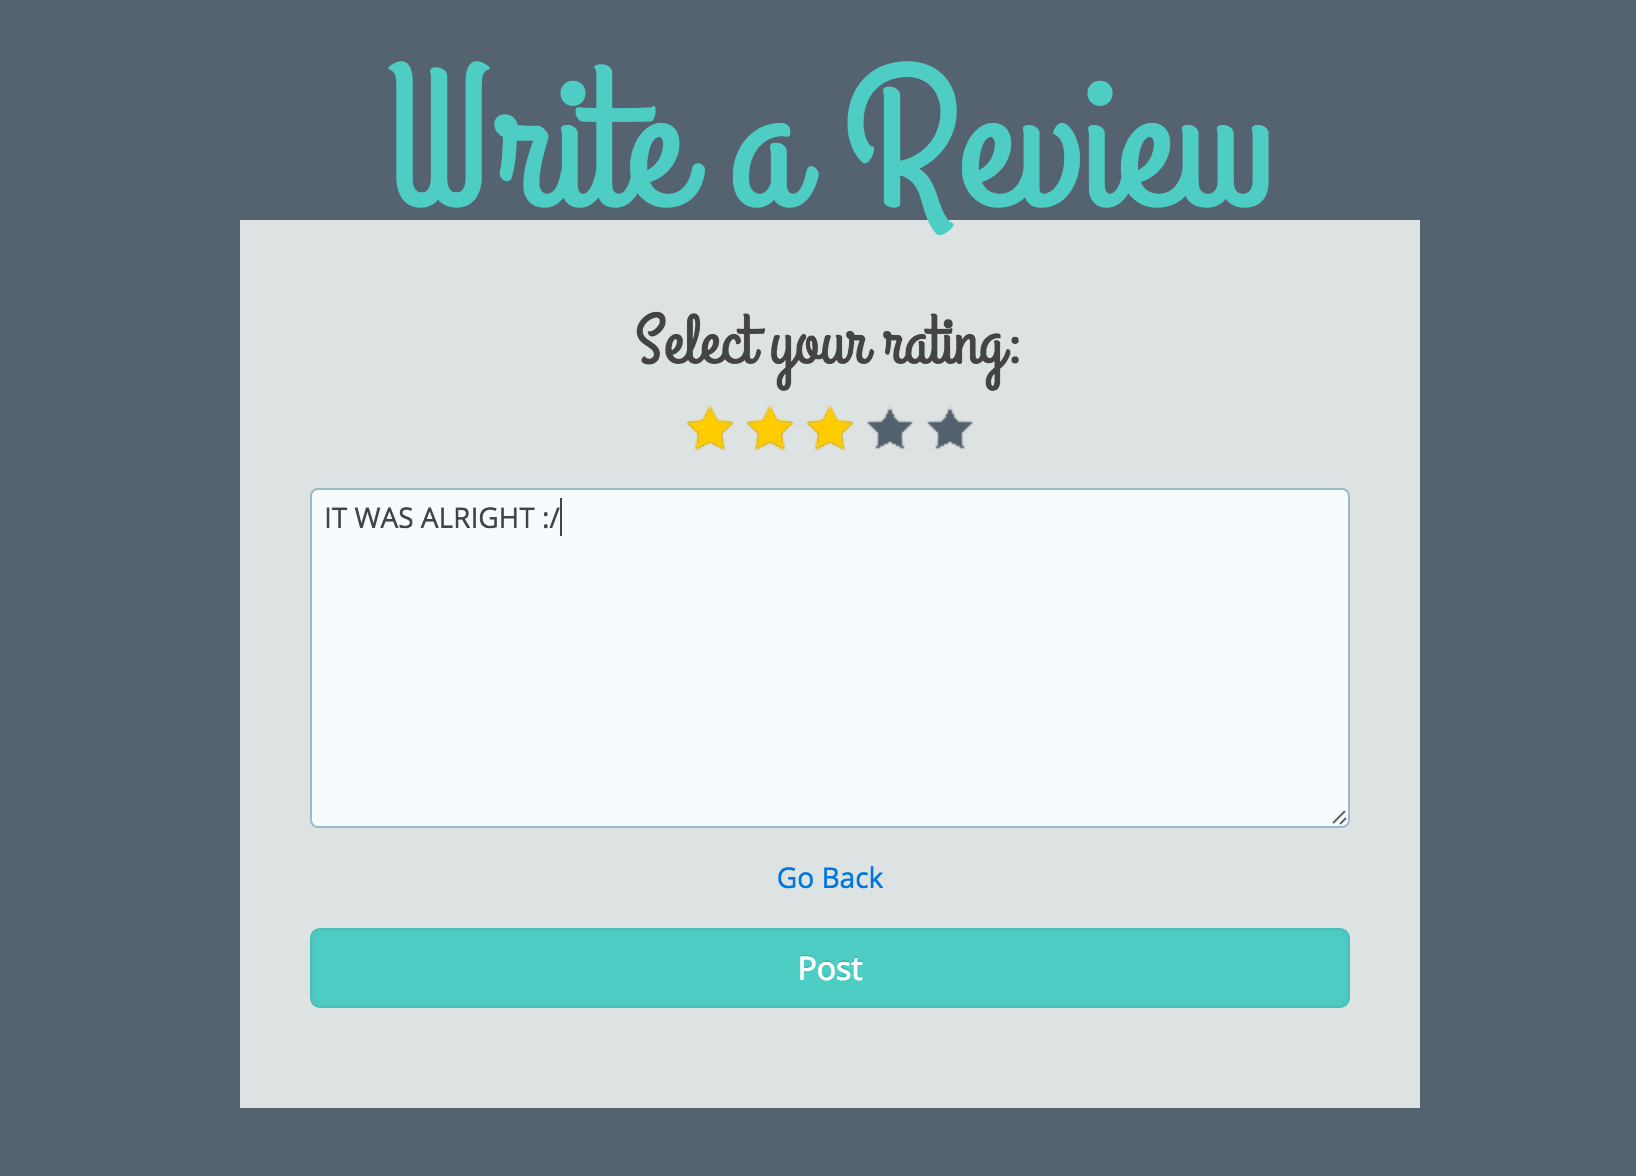 Write a Review
Select your rating:
IT WAS ALRIGHT :/
Go Back
Post